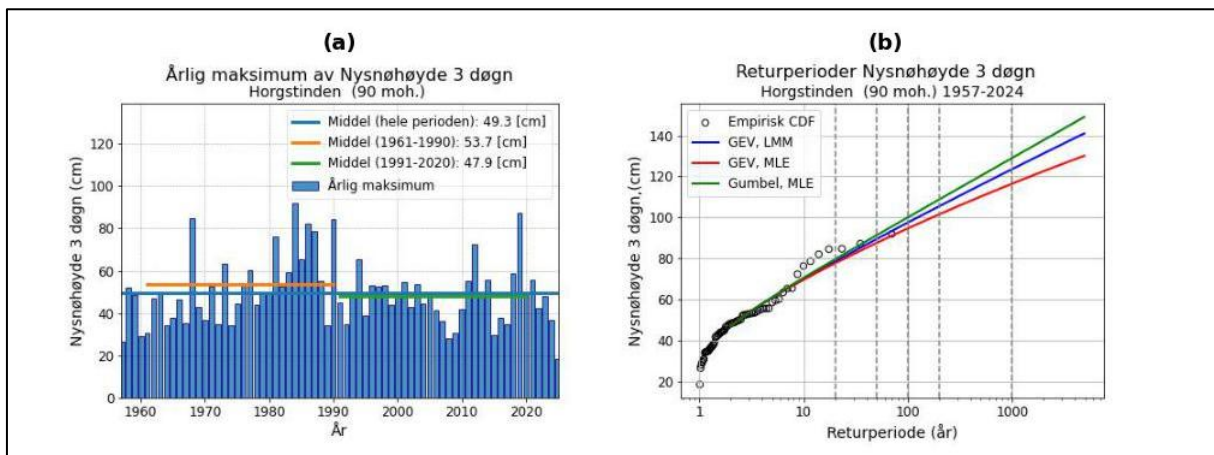 (a)
Årlig maksimum av Nysnøhøyde 3 døgn
Horgstinden (90 moh.)
Middel (hele perioden): 49.3 [cm]
Middel (1961-1990): 53.7 [cm]
Middel (1991-2020): 47.9 [cm]
Årlig maksimum
Nysnøhøyde 3 døgn (cm)
120
100
80
60
40
20
0
1960 1970 1980 1990 2000 2010 2020
År
(b)
Returperioder Nysnøhøyde 3 døgn
Horgstinden (90 moh.) 1957-2024
Empirisk CDF
GEV, LMM
GEV, MLE
Gumbel, MLE
Nysnøhøyde 3 døgn,(cm)
140
120
100
80
60
40
20
1 10 100 1000
Returperiode (år)